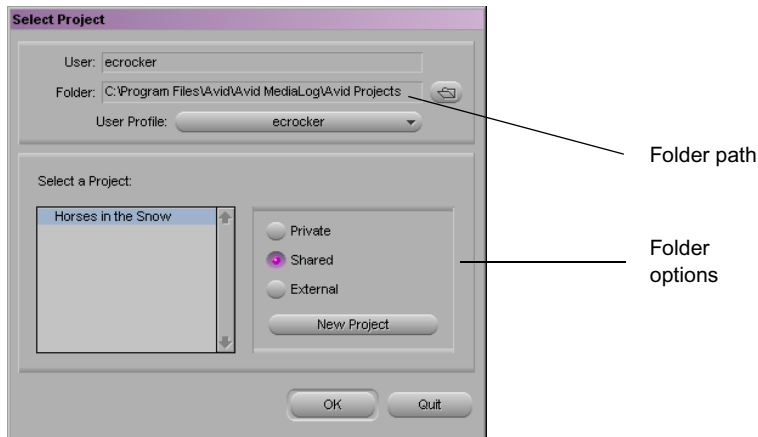 Select Project
User: ecrocker
Folder: C:\Program Files\Avid\Avid MediaLog\Avid Projects
User Profile: ecrocker
Folder path
Select a Project:
Horses in the Snow
Private
Shared
External
New Project
Folder
options
OK
Quit